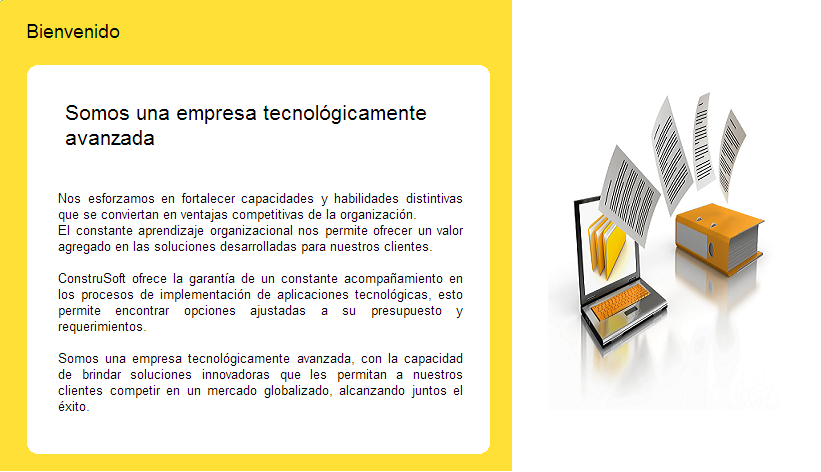 Bienvenido
Somos una empresa tecnológicamente
avanzada
Nos esforzamos en fortalecer capacidades y habilidades distintivas
que se conviertan en ventajas competitivas de la organización.
El constante aprendizaje organizacional nos permite ofrecer un valor
agregado en las soluciones desarrolladas para nuestros clientes.
ConstruSoft ofrece la garantía de un constante acompañamiento en
los procesos de implementación de aplicaciones tecnológicas, esto
permite encontrar opciones ajustadas a su presupuesto y
requerimientos.
Somos una empresa tecnológicamente avanzada, con la capacidad
de brindar soluciones innovadoras que les permitan a nuestros
clientes competir en un mercado globalizado, alcanzando juntos el
éxito.